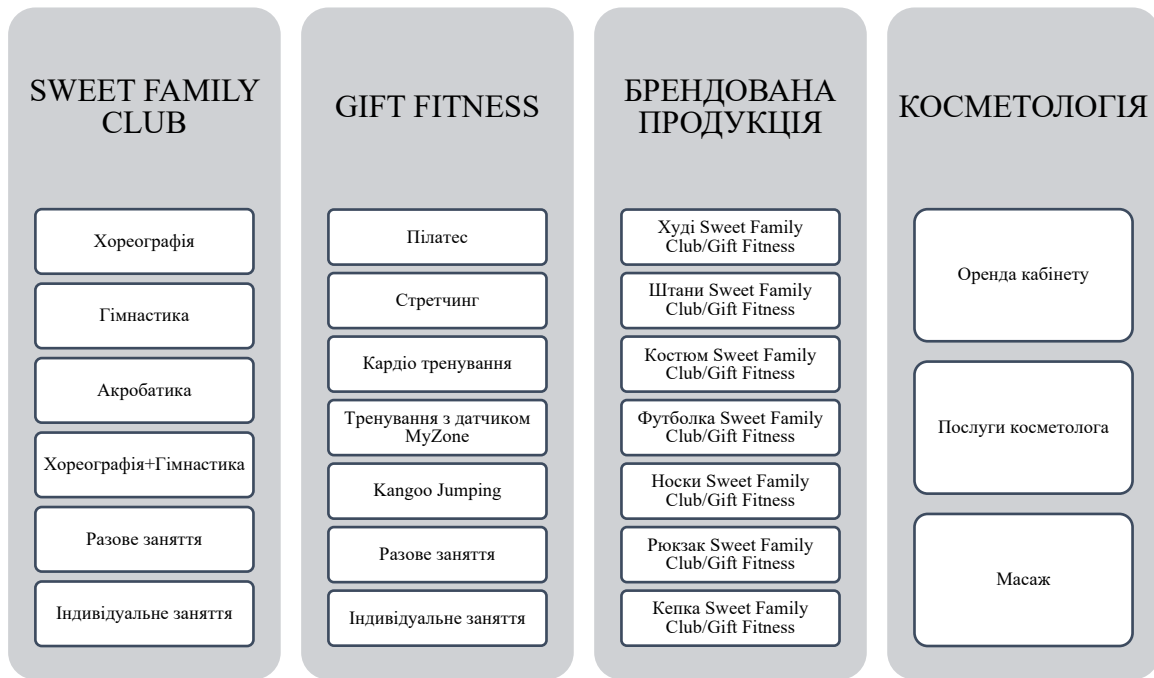 SWEET FAMILY
CLUB
Хореографія
Гімнастика
Акробатика
Хореографія+Гімнастика
Разове заняття
Індивідуальне заняття
GIFT FITNESS
Пілатес
Стретчинг
Кардіо тренування
Тренування з датчиком
MyZone
Kangoo Jumping
Разове заняття
Індивідуальне заняття
БРЕНДОВАНА
ПРОДУКЦІЯ
Худі Sweet Family
Club/Gift Fitness
Штани Sweet Family
Club/Gift Fitness
Костюм Sweet Family
Club/Gift Fitness
Футболка Sweet Family
Club/Gift Fitness
Носки Sweet Family
Club/Gift Fitness
Рюкзак Sweet Family
Club/Gift Fitness
Кепка Sweet Family
Club/Gift Fitness
КОСМЕТОЛОГІЯ
Оренда кабінету
Послуги косметолога
Масаж